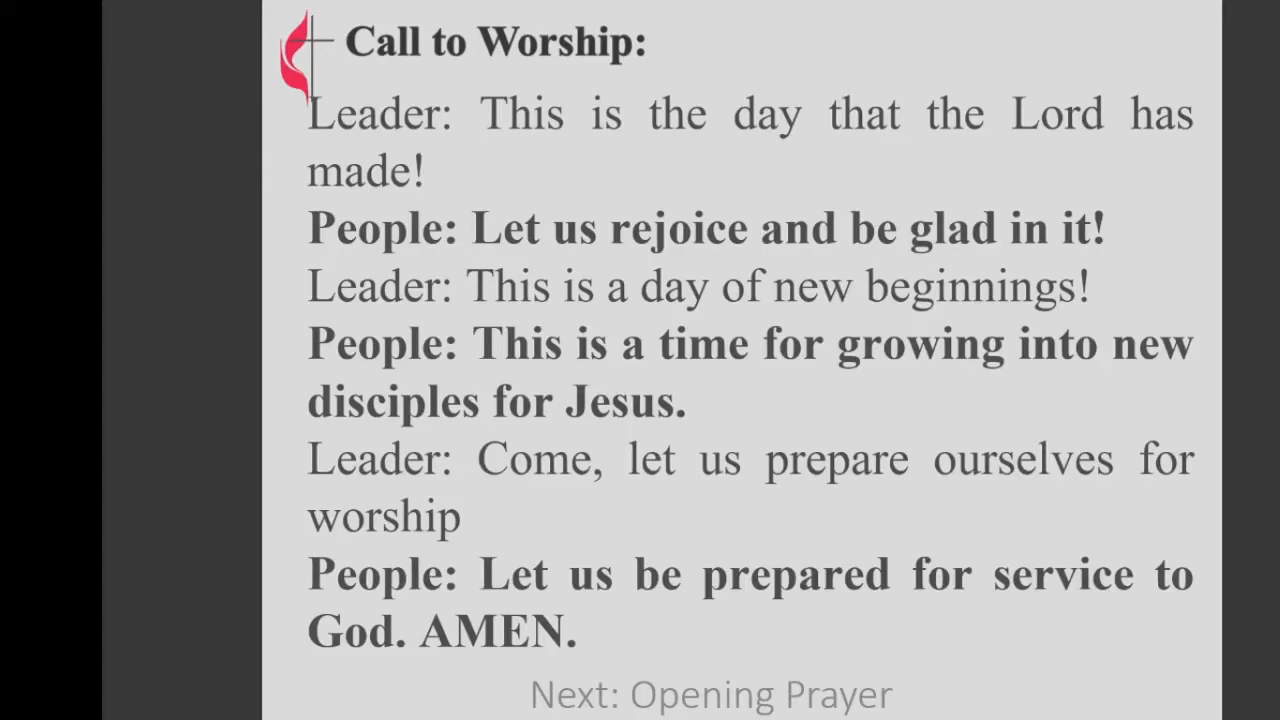 Call to Worship:
Leader: This is the day that the Lord has
made!
People: Let us rejoice and be glad in it!
Leader: This is a day of new beginnings!
People: This is a time for growing into new
disciples for Jesus.
Leader: Come, let us prepare ourselves for
worship
People: Let us be prepared for service to
God. AMEN.
Next: Opening Prayer